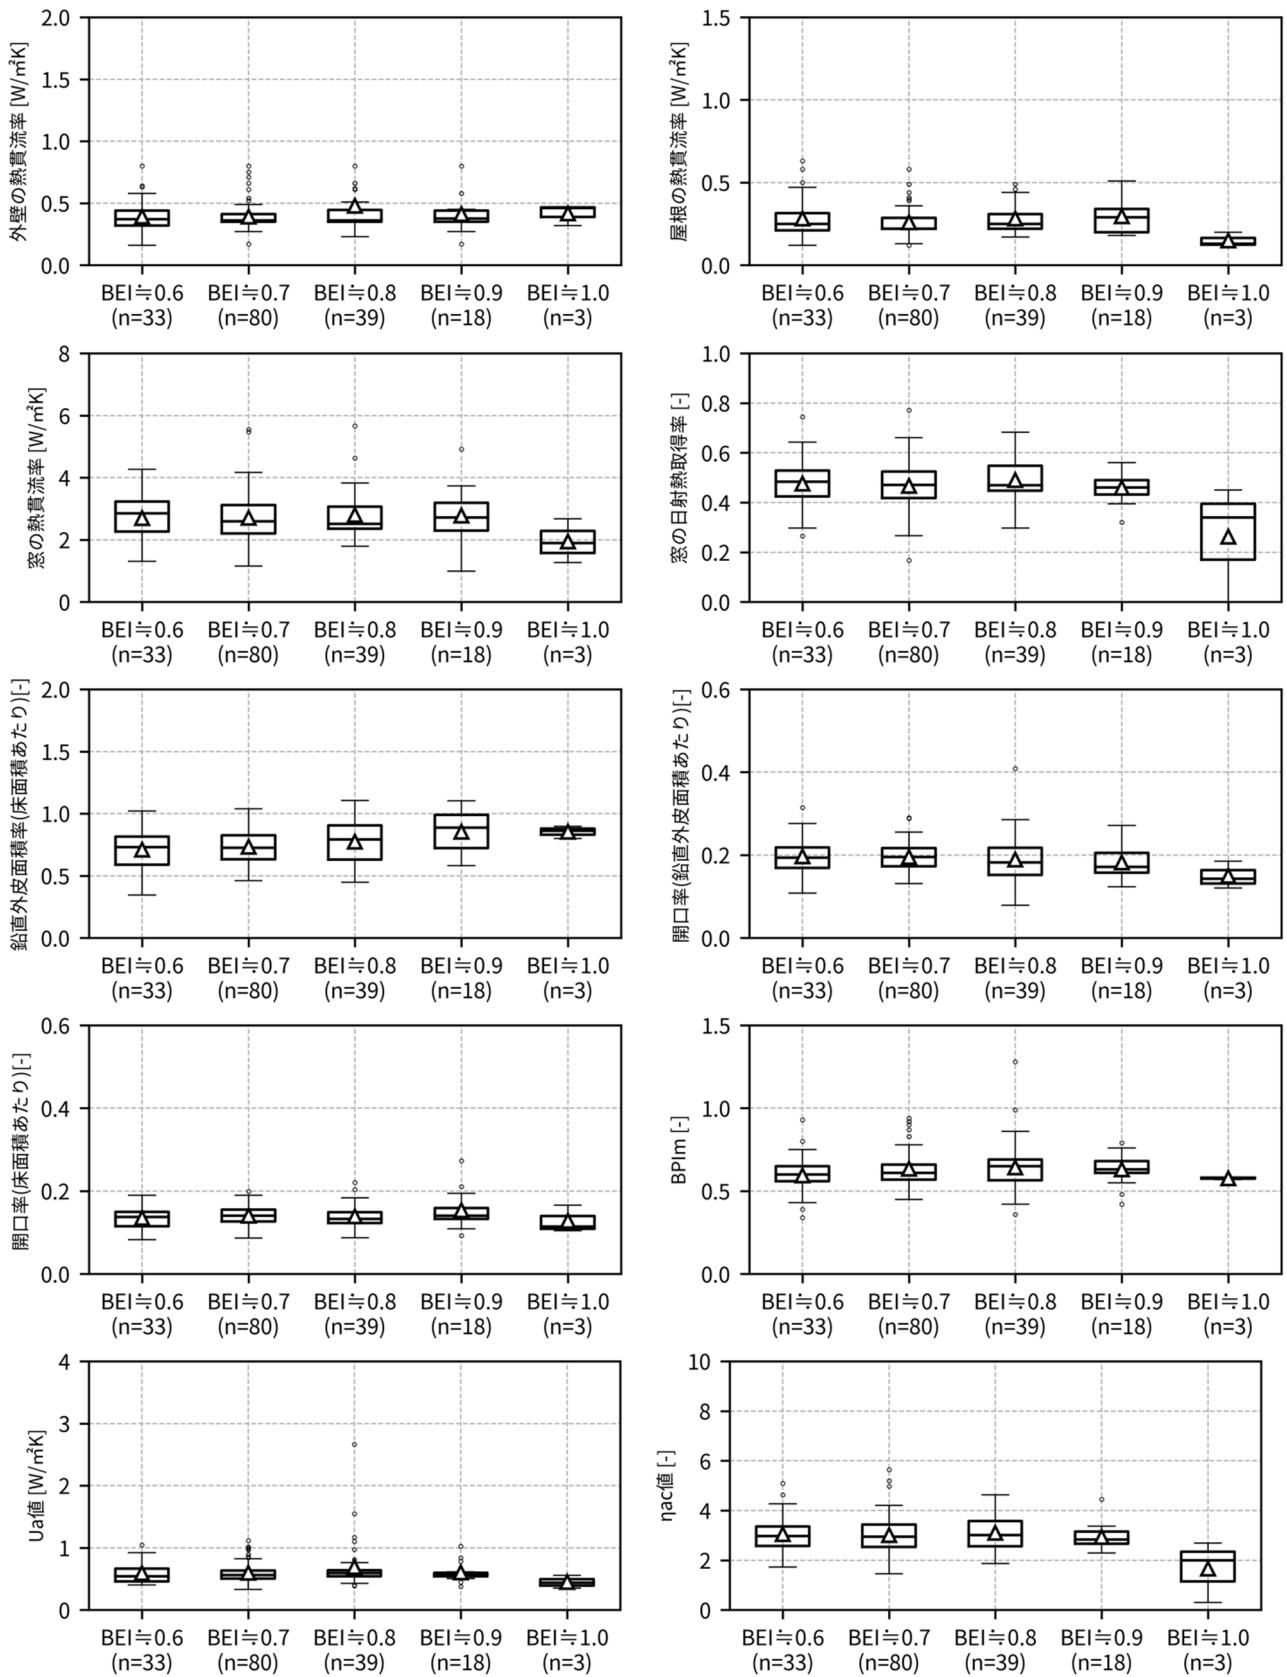 外壁の熱貫流率 [W/㎡K]
2.0
1.5
1.0
0.5
0.0
BEI≒0.6 BEI≒0.7 BEI≒0.8 BEI≒0.9 BEI≒1.0
(n=33) (n=80) (n=39) (n=18) (n=3)
屋根の熱貫流率 [W/㎡K]
1.5
1.0
0.5
0.0
BEI≒0.6 BEI≒0.7 BEI≒0.8 BEI≒0.9 BEI≒1.0
(n=33) (n=80) (n=39) (n=18) (n=3)
窓の熱貫流率 [W/㎡K]
8
6
4
2
0
BEI≒0.6 BEI≒0.7 BEI≒0.8 BEI≒0.9 BEI≒1.0
(n=33) (n=80) (n=39) (n=18) (n=3)
窓の日射熱取得率 [-]
1.0
0.8
0.6
0.4
0.2
0.0
BEI≒0.6 BEI≒0.7 BEI≒0.8 BEI≒0.9 BEI≒1.0
(n=33) (n=80) (n=39) (n=18) (n=3)
鉛直外皮面積率(床面積あたり)[-]
2.0
1.5
1.0
0.5
0.0
BEI≒0.6 BEI≒0.7 BEI≒0.8 BEI≒0.9 BEI≒1.0
(n=33) (n=80) (n=39) (n=18) (n=3)
開口率(鉛直外皮面積あたり)[-]
0.6
0.4
0.2
0.0
BEI≒0.6 BEI≒0.7 BEI≒0.8 BEI≒0.9 BEI≒1.0
(n=33) (n=80) (n=39) (n=18) (n=3)
開口率(床面積あたり)[-]
0.6
0.4
0.2
0.0
BEI≒0.6 BEI≒0.7 BEI≒0.8 BEI≒0.9 BEI≒1.0
(n=33) (n=80) (n=39) (n=18) (n=3)
BPIm [-]
1.5
1.0
0.5
0.0
BEI≒0.6 BEI≒0.7 BEI≒0.8 BEI≒0.9 BEI≒1.0
(n=33) (n=80) (n=39) (n=18) (n=3)
Ua値 [W/㎡K]
4
3
2
1
0
BEI≒0.6 BEI≒0.7 BEI≒0.8 BEI≒0.9 BEI≒1.0
(n=33) (n=80) (n=39) (n=18) (n=3)
ηac値 [-]
10
8
6
4
2
0
BEI≒0.6 BEI≒0.7 BEI≒0.8 BEI≒0.9 BEI≒1.0
(n=33) (n=80) (n=39) (n=18) (n=3)